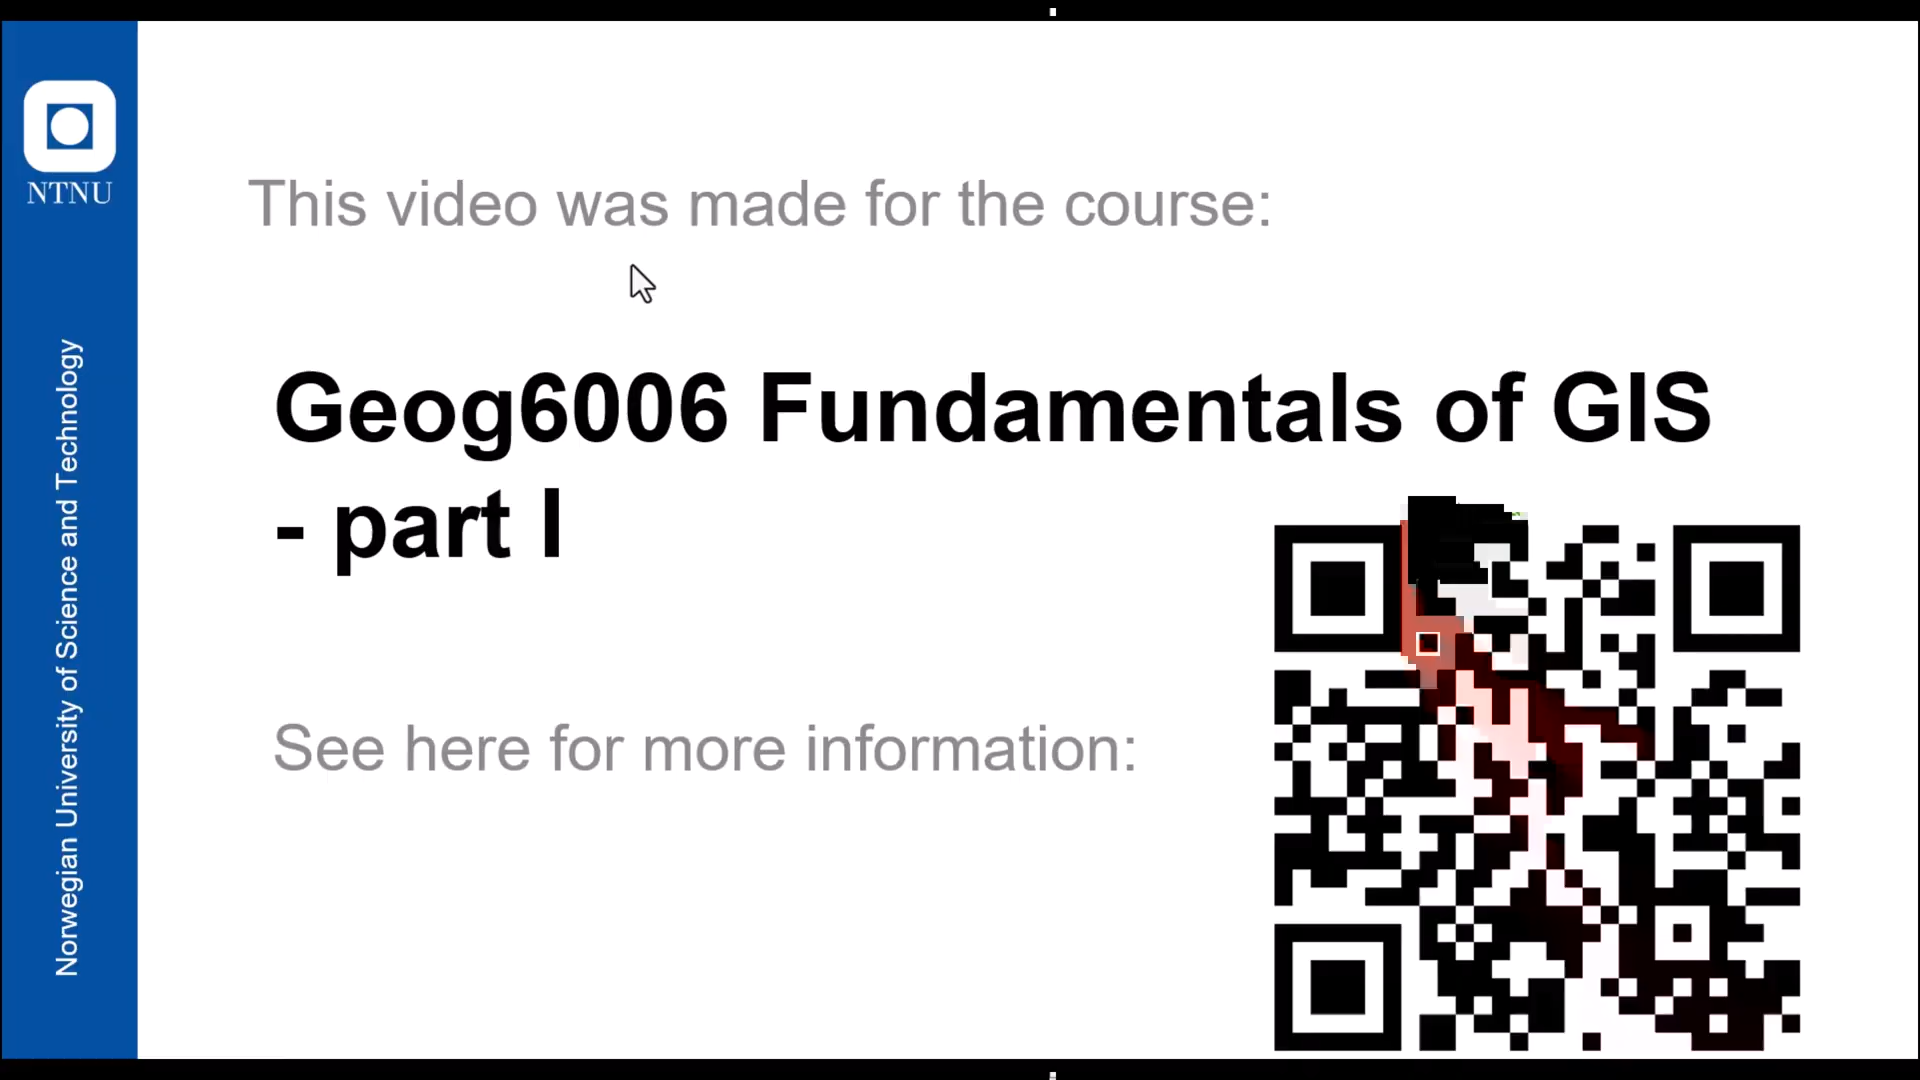 NTNU
Norwegian University of Science and Technology
This video was made for the course:
Geog6006 Fundamentals of GIS
- part I
See here for more information: